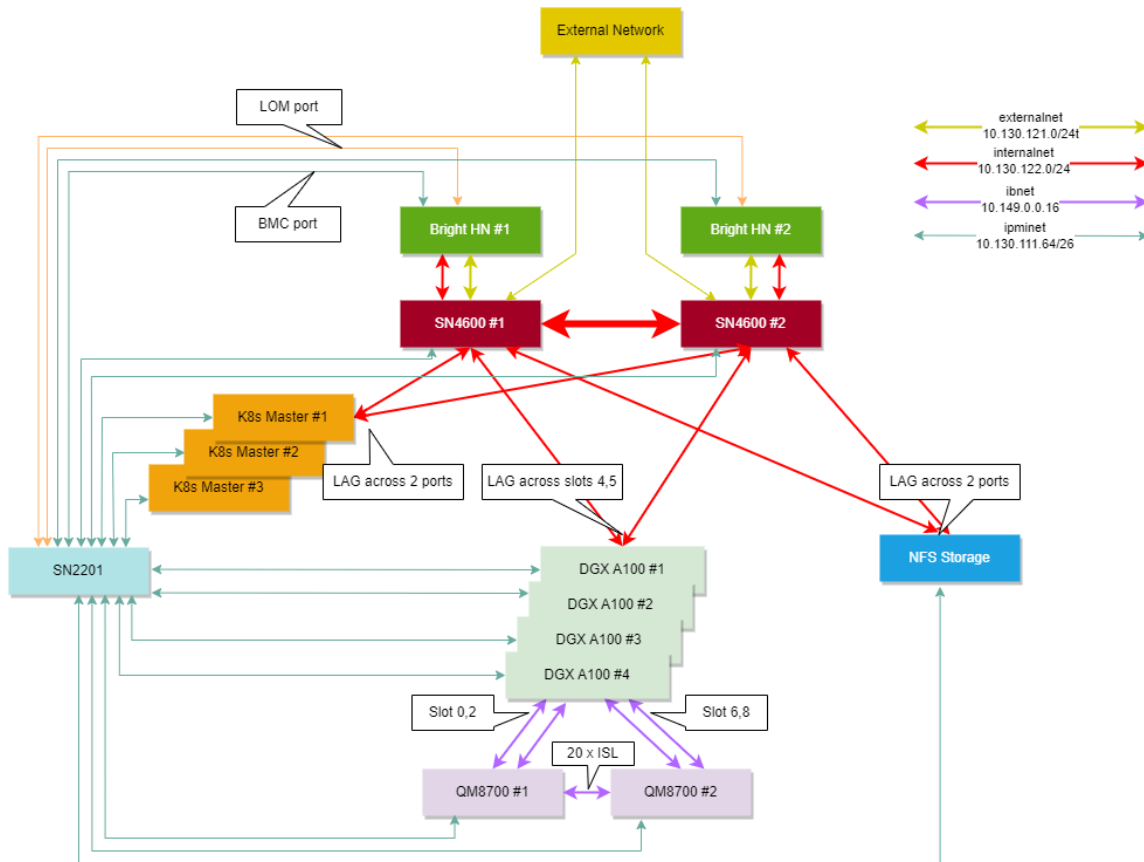 External Network
LOM port
externalnet
10.130.121.0/24t
internalnet
10.130.122.0/24
ibnet
10.149.0.0.16
ipminet
10.130.111.64/26
BMC port
Bright HN #1
Bright HN #2
SN4600 #1
SN4600 #2
K8s Master #1
K8s Master #2
K8s Master #3
LAG across 2 ports
LAG across slots 4,5
LAG across 2 ports
SN2201
NFS Storage
DGX A100 #1
DGX A100 #2
DGX A100 #3
DGX A100 #4
Slot 0,2
Slot 6,8
20 x ISL
QM8700 #1
QM8700 #2